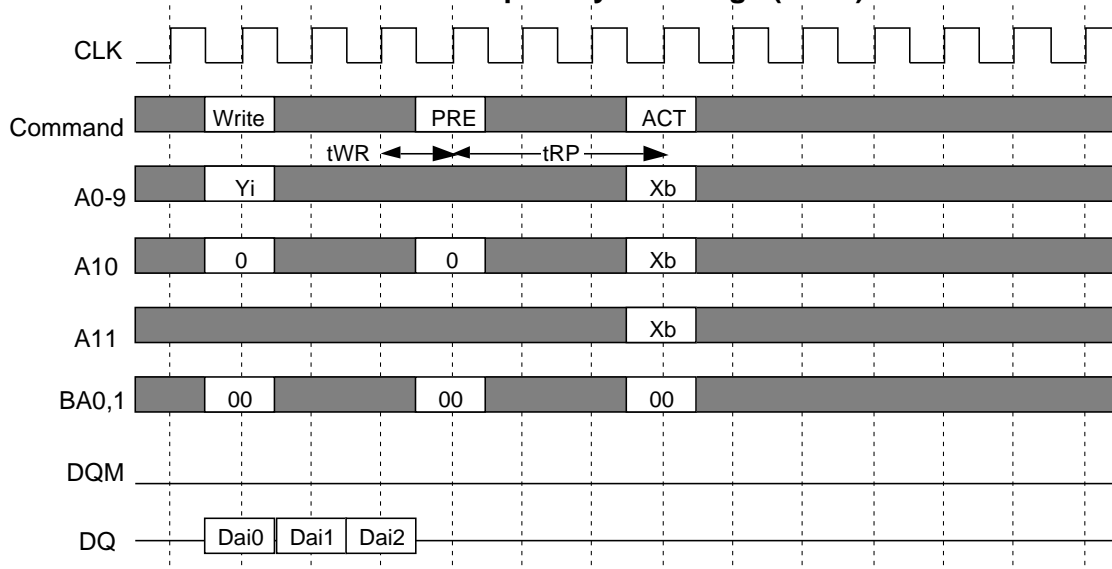 CLK
Command Write PRE ACT
tWR tRP
A0-9 Yi Xb
A10 0 0 Xb
A11 Xb
BA0,1 00 00 00
DQM
DQ Dai0 Dai1 Dai2